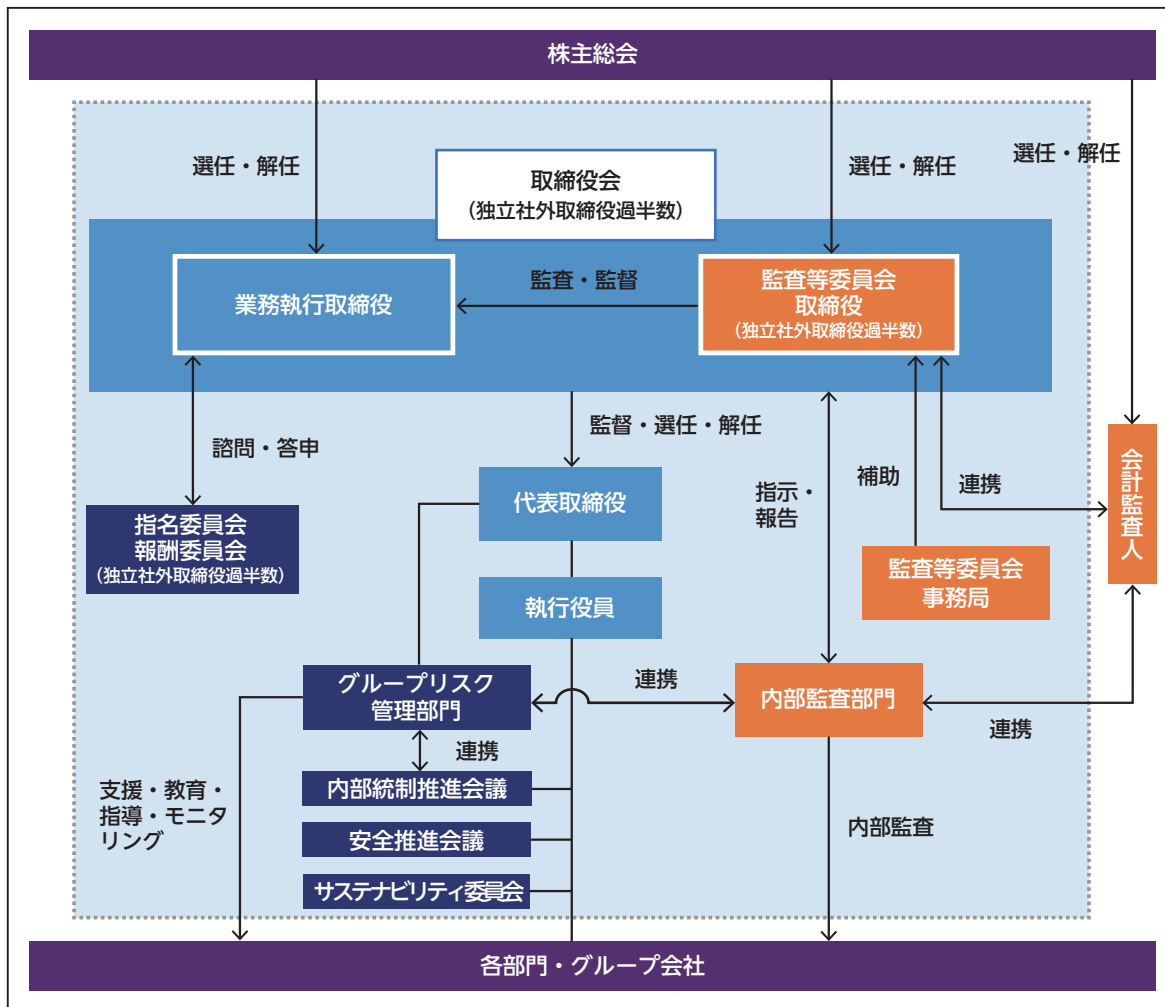 株主総会
選任・解任
選任・解任
選任・解任
取締役会
（独立社外取締役過半数）
業務執行取締役
監査・監督
監査等委員会
取締役
（独立社外取締役過半数）
諮問・答申
監督・選任・解任
指名委員会
報酬委員会
（独立社外取締役過半数）
代表取締役
執行役員
指示・
報告
補助
連携
会計監査人
監査等委員会
事務局
グループリスク
管理部門
連携
内部監査部門
連携
連携
内部統制推進会議
安全推進会議
サステナビリティ委員会
支援・教育・
指導・モニタ
リング
内部監査
各部門・グループ会社